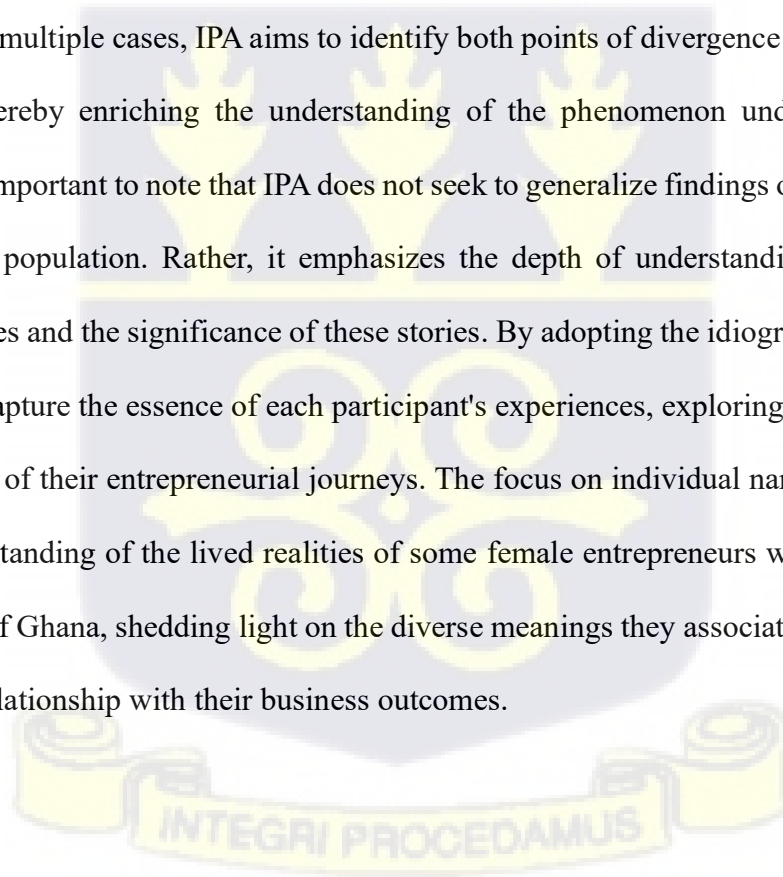 multiple cases, IPA aims to identify both points of divergence
ereby enriching the understanding of the phenomenon und
mportant to note that IPA does not seek to generalize findings
population. Rather, it emphasizes the depth of understandi
es and the significance of these stories. By adopting the idiogr
apture the essence of each participant's experiences, exploring
of their entrepreneurial journeys. The focus on individual nar
tanding of the lived realities of some female entrepreneurs w
f Ghana, shedding light on the diverse meanings they associat
lationship with their business outcomes.
INTEGRI PROCEDAMUS